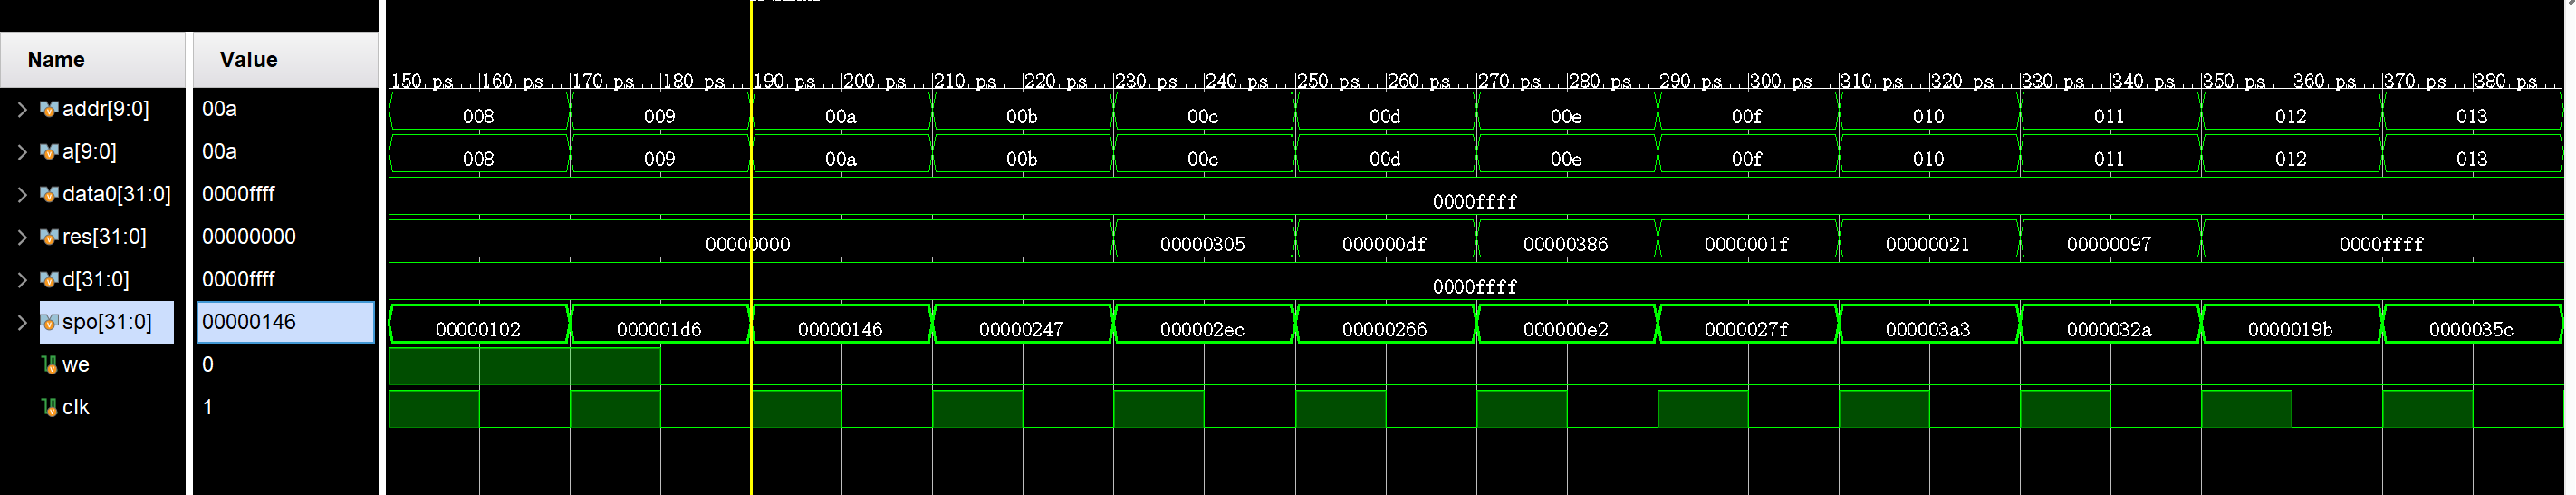 Name Value
150 ps 160 ps 170 ps 180 ps 190 ps 200 ps 210 ps 220 ps 230 ps 240 ps 250 ps 260 ps 270 ps 280 ps 290 ps 300 ps 310 ps 320 ps 330 ps 340 ps 350 ps 360 ps 370 ps 380 ps
addr[9:0] 00a 008 009 00a 00b 00c 00d 00e 00f 010 011 012 013
a[9:0] 00a 008 009 00a 00b 00c 00d 00e 00f 010 011 012 013
data0[31:0] 0000ffff 0000ffff
res[31:0] 00000000 00000000 00000305 000000df 00000386 0000001f 00000021 00000097 0000ffff
d[31:0] 0000ffff 0000ffff
spo[31:0] 00000146 00000102 000001d6 00000146 00000247 000002ec 00000266 000000e2 0000027f 000003a3 0000032a 0000019b 0000035c
we 0
clk 1